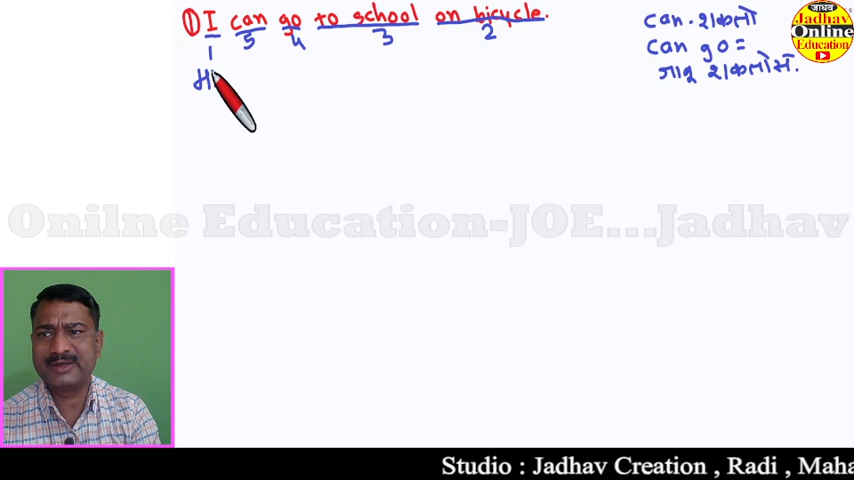 ① I can go to school on bicycle.
1 5 4 3 2
can - शकतो
can go =
जाऊ शकतोस.
जाधव
Jadhav
Online
Education
Onilne Education-JOE...Jadhav
Studio : Jadhav Creation , Radi , Maha